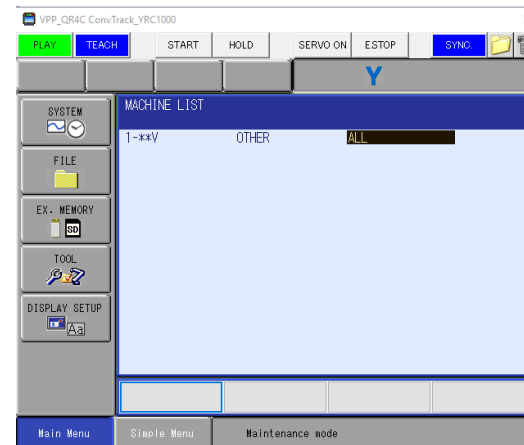 VPP_QR4C ConvTrack_YRC1000
PLAY TEACH START HOLD SERVO ON ESTOP SYNC.
Y
SYSTEM
MACHINE LIST
1-**V OTHER ALL
FILE
EX. MEMORY
SD
TOOL
DISPLAY SETUP
Aa
Main Menu Simple Menu Maintenance mode